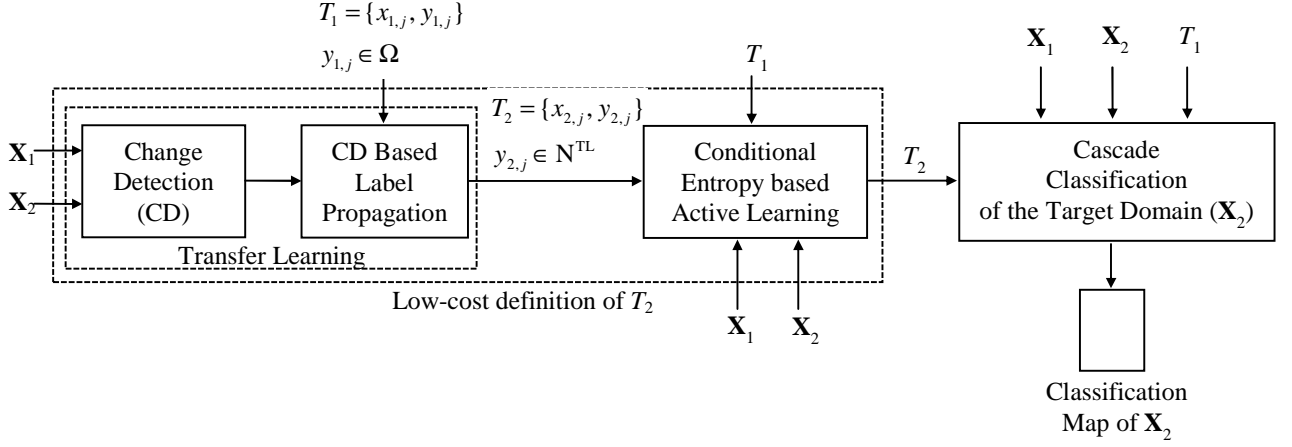 T₁ = {x₁,ⱼ, y₁,ⱼ}
y₁,ⱼ ∈ Ω
X₁
X₂
Change
Detection
(CD)
CD Based
Label
Propagation
Transfer Learning
T₂ = {x₂,ⱼ, y₂,ⱼ}
y₂,ⱼ ∈ Nᵀᴸ
T₁
Conditional
Entropy based
Active Learning
X₁
X₂
Low-cost definition of T₂
T₂
X₁
X₂
T₁
Cascade
Classification
of the Target Domain (X₂)
Classification
Map of X₂